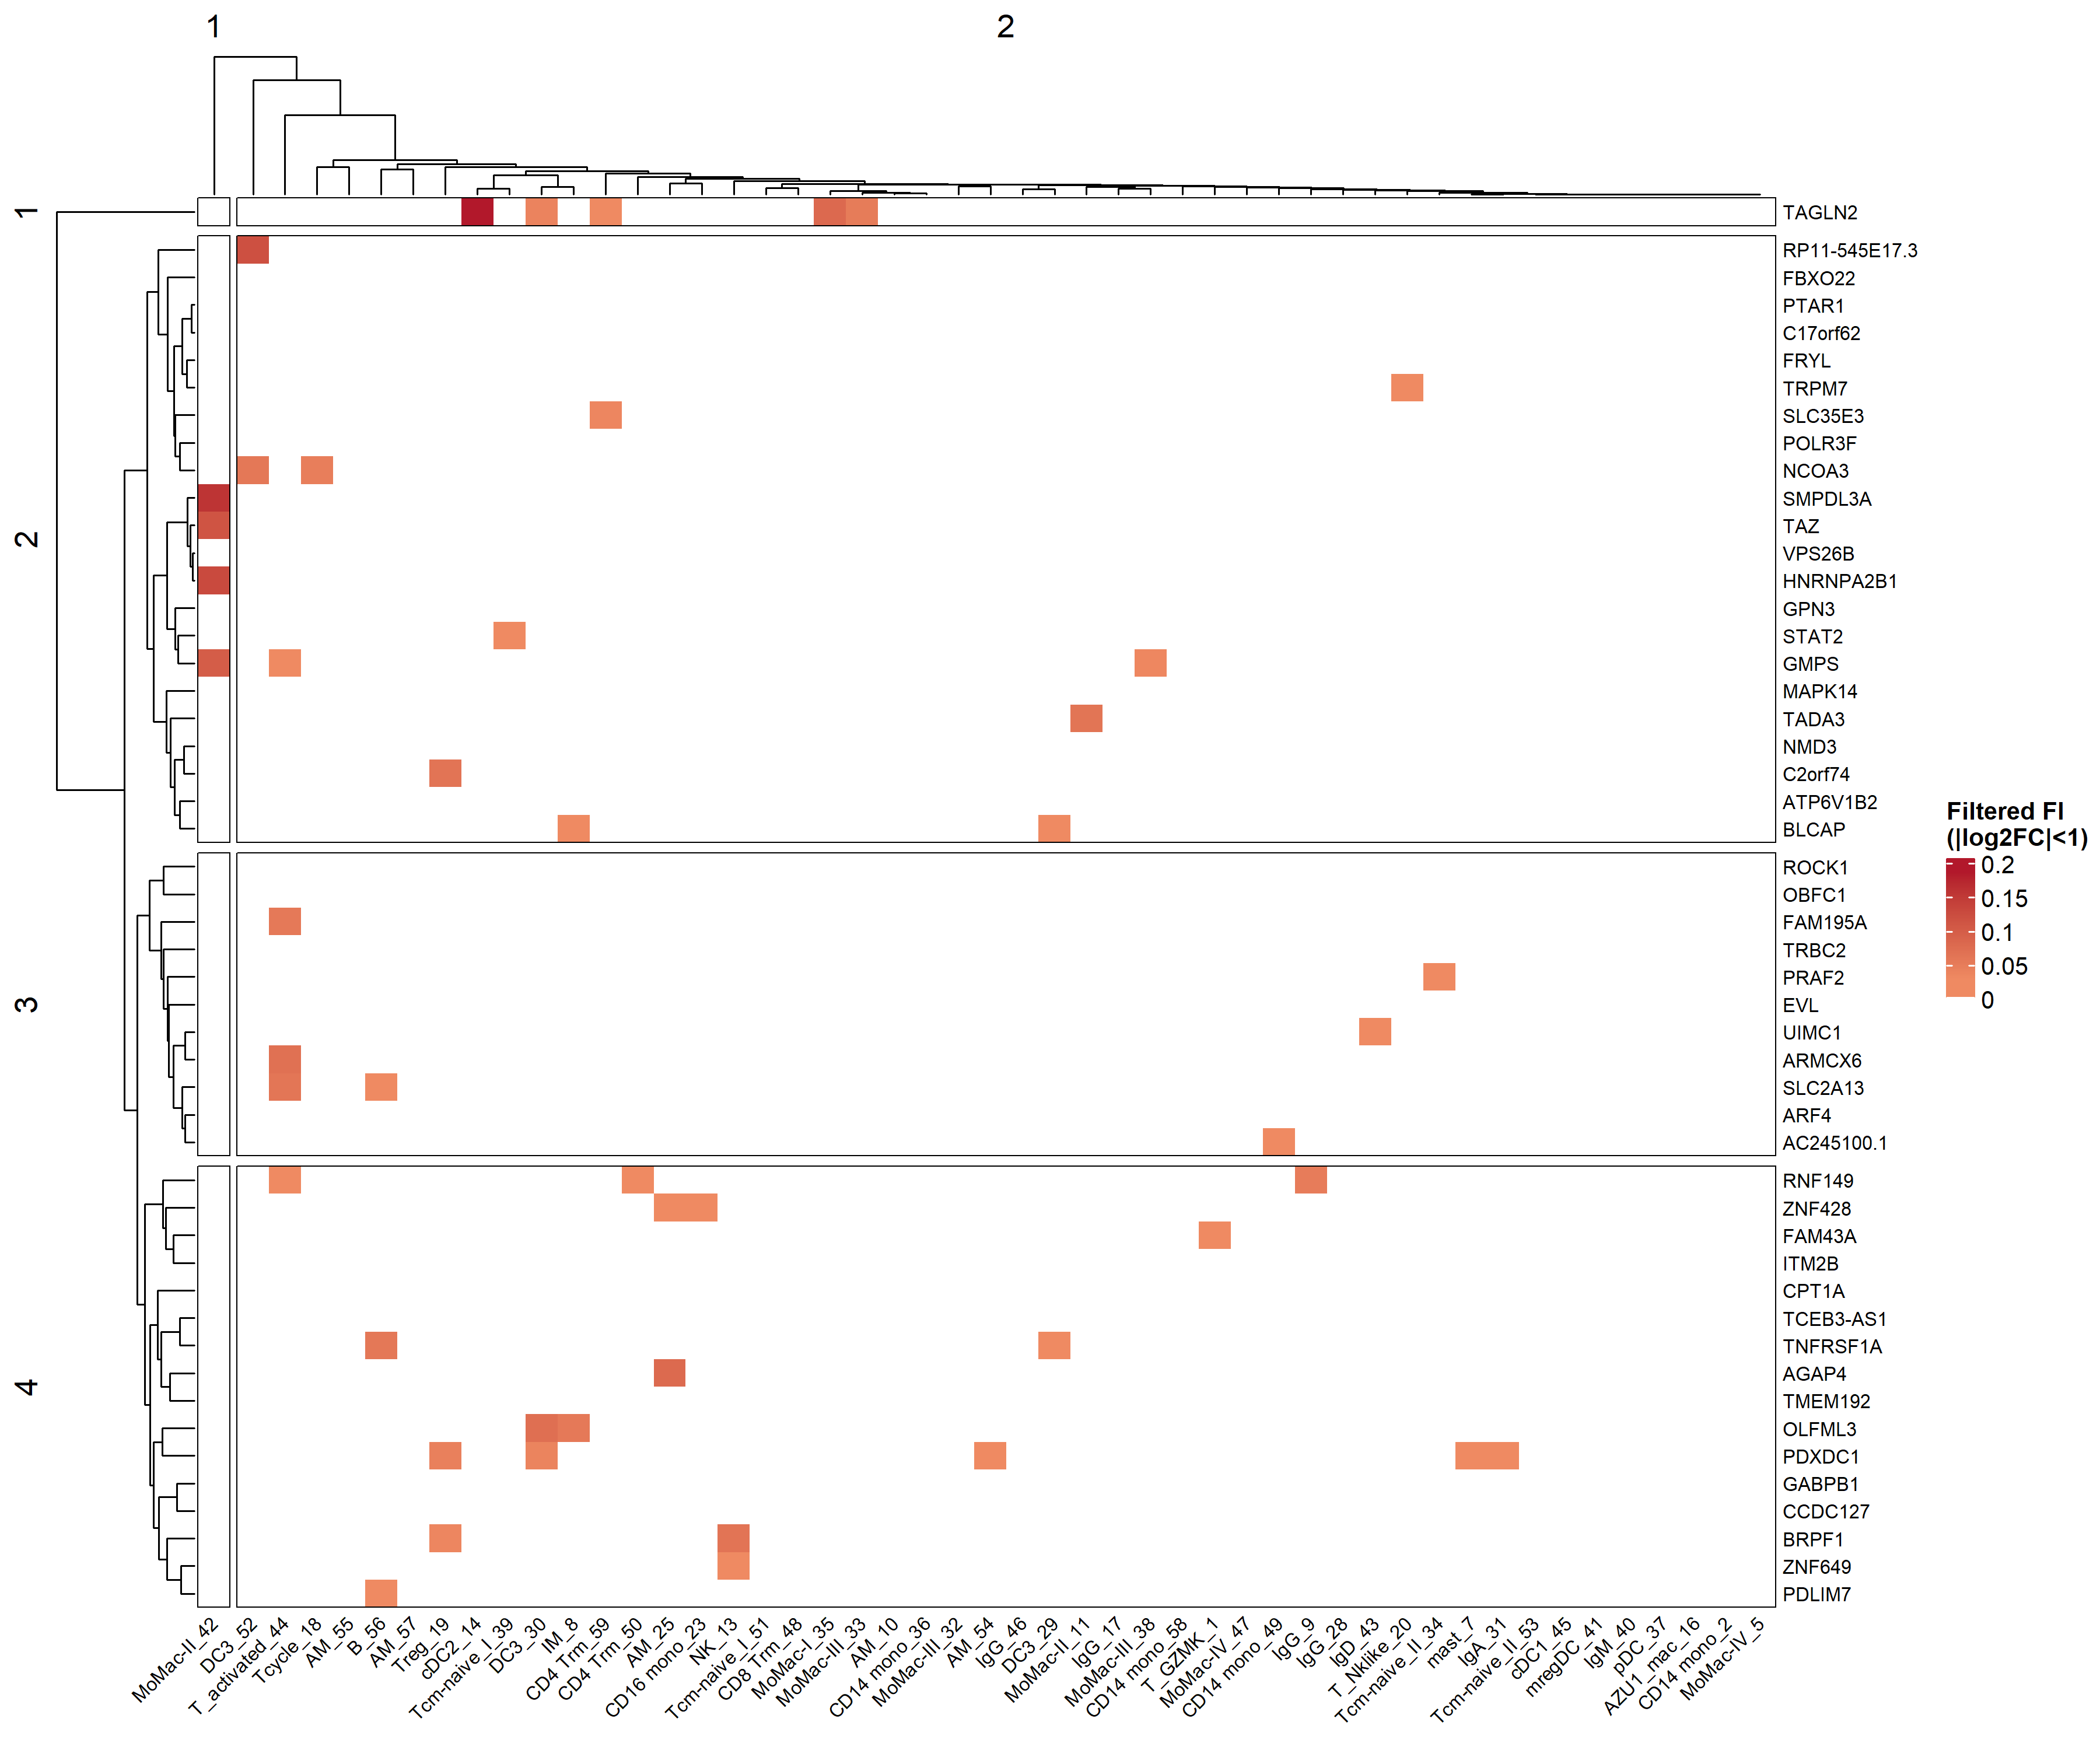 1
2
1
TAGLN2
2
RP11-545E17.3
FBXO22
PTAR1
C17orf62
FRYL
TRPM7
SLC35E3
POLR3F
NCOA3
SMPDL3A
TAZ
VPS26B
HNRNPA2B1
GPN3
STAT2
GMPS
MAPK14
TADA3
NMD3
C2orf74
ATP6V1B2
BLCAP
3
ROCK1
OBFC1
FAM195A
TRBC2
PRAF2
EVL
UIMC1
ARMCX6
SLC2A13
ARF4
AC245100.1
4
RNF149
ZNF428
FAM43A
ITM2B
CPT1A
TCEB3-AS1
TNFRSF1A
AGAP4
TMEM192
OLFML3
PDXDC1
GABPB1
CCDC127
BRPF1
ZNF649
PDLIM7
MoMac-II_42
DC3_52
T_activated_44
Tcycle_18
AM_55
B_56
AM_57
Treg_19
cDC2_14
Tcm-naive_I_39
DC3_30
IM_8
CD4 Trm_59
CD4 Trm_50
AM_25
CD16 mono_23
NK_13
Tcm-naive_I_51
CD8 Trm_48
MoMac-I_35
MoMac-III_33
AM_10
CD14 mono_36
MoMac-III_32
AM_54
IgG_46
DC3_29
MoMac-II_11
IgG_17
MoMac-III_38
CD14 mono_58
T_GZMK_1
MoMac-IV_47
CD14 mono_49
IgG_9
IgG_28
IgD_43
T_Nklike_20
Tcm-naive_II_34
mast_7
IgA_31
Tcm-naive_II_53
cDC1_45
mregDC_41
IgM_40
pDC_37
AZU1_mac_16
CD14 mono_2
MoMac-IV_5
Filtered FI
(|log2FC|<1)
0.2
0.15
0.1
0.05
0